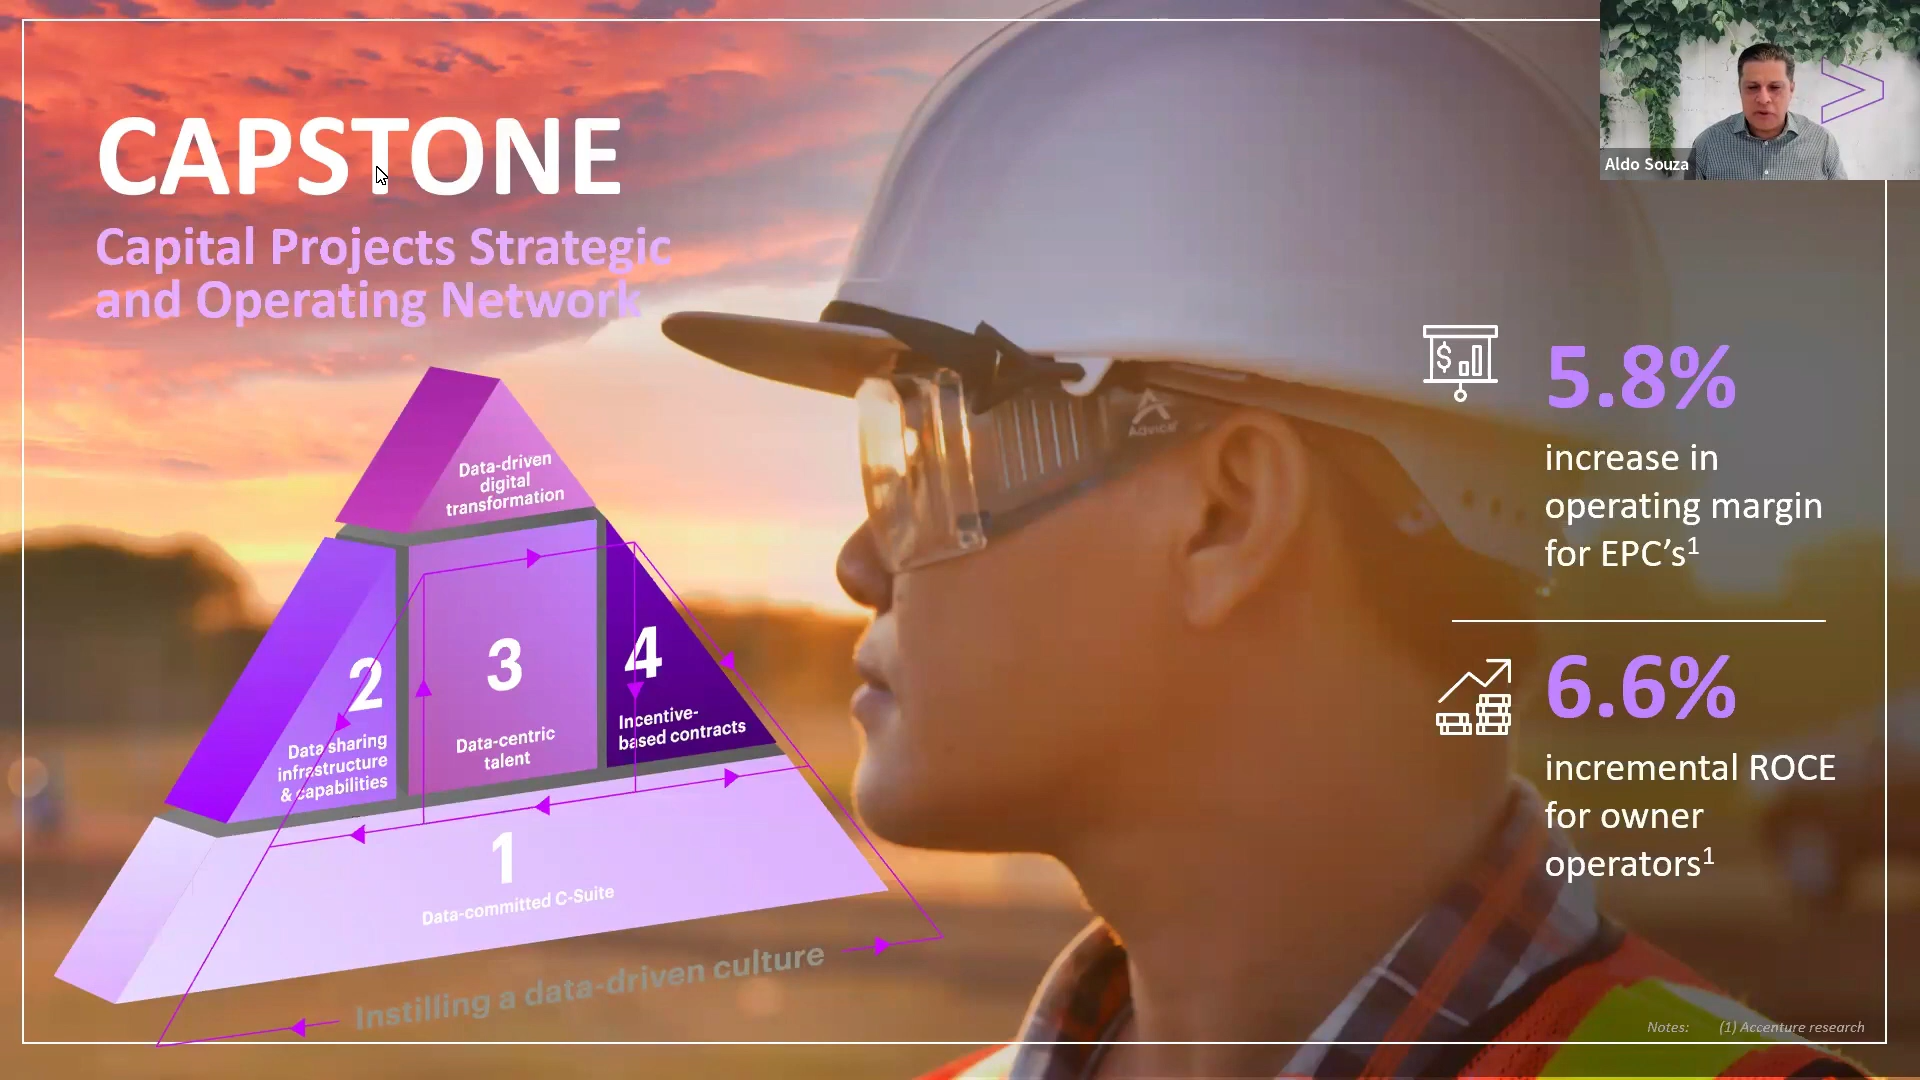 CAPSTONE
Capital Projects Strategic
and Operating Network
Aldo Souza
Data-driven
digital
transformation
2
Data sharing
infrastructure
& capabilities
3
Data-centric
talent
4
Incentive-
based contracts
1
Data-committed C-Suite
Instilling a data-driven culture
Advice
$
5.8%
increase in
operating margin
for EPC’s1
6.6%
incremental ROCE
for owner
operators1
Notes: (1) Accenture research